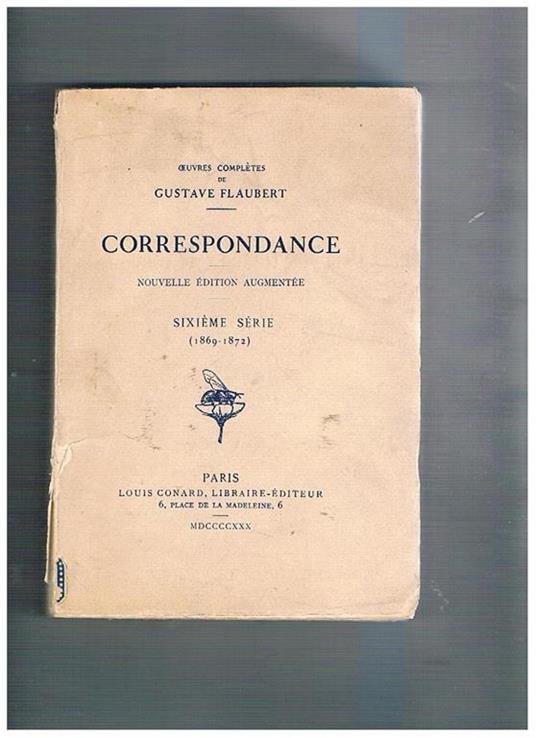 ŒUVRES COMPLÈTES
DE
GUSTAVE FLAUBERT
CORRESPONDANCE
NOUVELLE ÉDITION AUGMENTÉE
SIXIÈME SÉRIE
(1869-1872)
PARIS
LOUIS CONARD, LIBRAIRE-ÉDITEUR
6, PLACE DE LA MADELEINE, 6
MDCCCCXXX